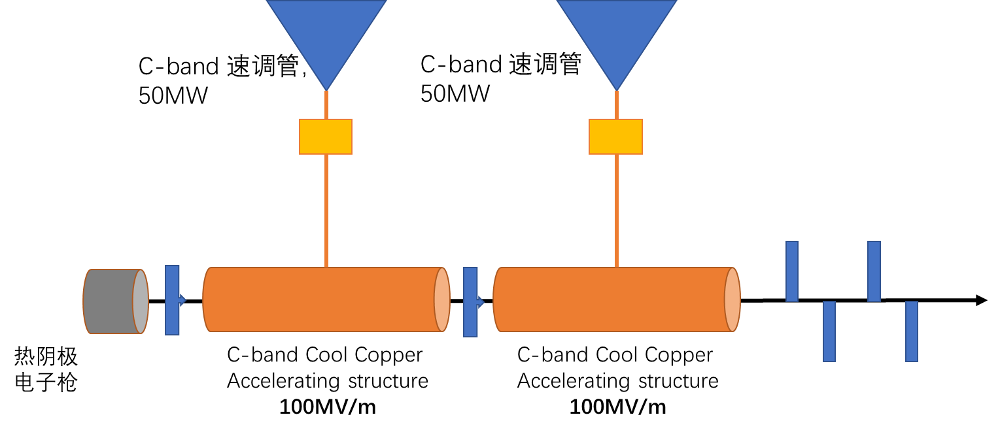 C-band 速调管,
50MW
C-band 速调管
50MW
热阴极
电子枪
C-band Cool Copper
Accelerating structure
100MV/m
C-band Cool Copper
Accelerating structure
100MV/m